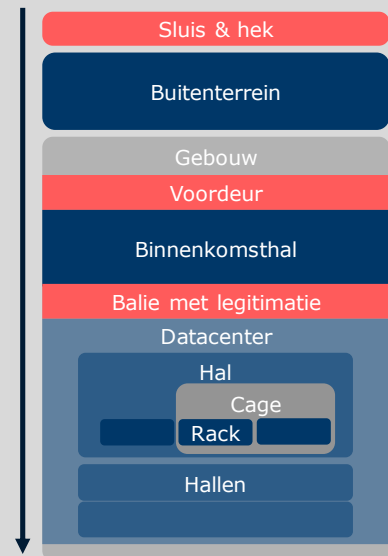 Sluis & hek
Buitenterrein
Gebouw
Voordeur
Binnenkomsthal
Balie met legitimatie
Datacenter
Hal
Cage
Rack
Hallen